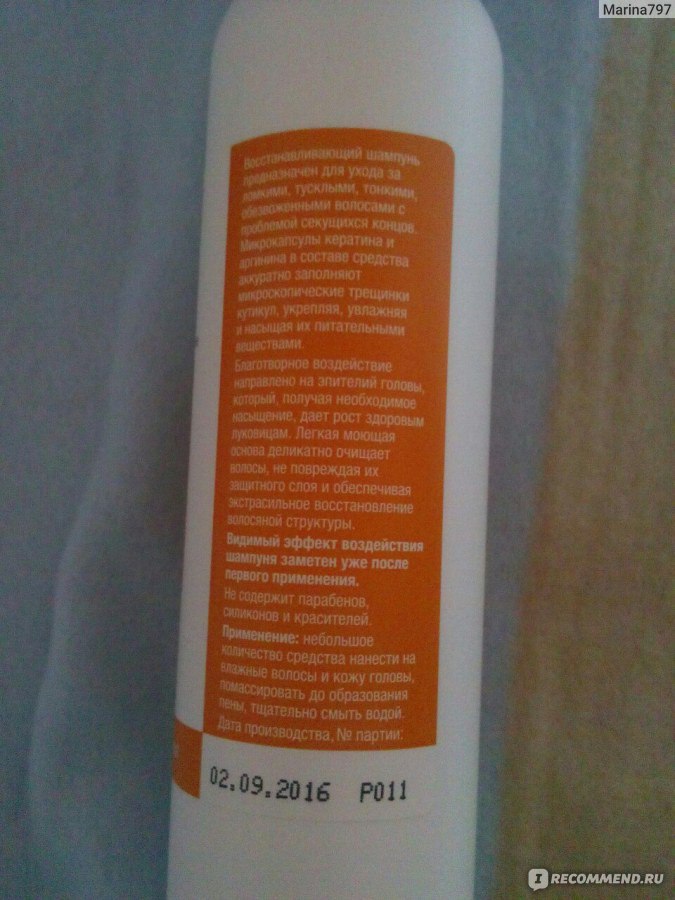 Marina797
Восстанавливающий шампунь
предназначен для ухода за
ломкими, тусклыми, тонкими,
обезвоженными волосами с
проблемой секущихся концов.
Микрокапсулы кератина и
аргинина в составе средства
аккуратно заполняют
микроскопические трещинки
кутикул, укрепляя, увлажняя
и насыщая их питательными
веществами.
Благотворное воздействие
направлено на эпителий головы,
который, получая необходимое
насыщение, дает рост здоровым
луковицам. Легкая моющая
основа деликатно очищает
волосы, не повреждая их
защитного слоя и обеспечивая
экстрасильное восстановление
волосяной структуры.
Видимый эффект воздействия
шампуня заметен уже после
первого применения.
Не содержит парабенов,
силиконов и красителей.
Применение: небольшое
количество средства нанести на
влажные волосы и кожу головы,
помассировать до образования
пены, тщательно смыть водой.
Дата производства, № партии:
02.09.2016 P011
IRECOMMEND.RU